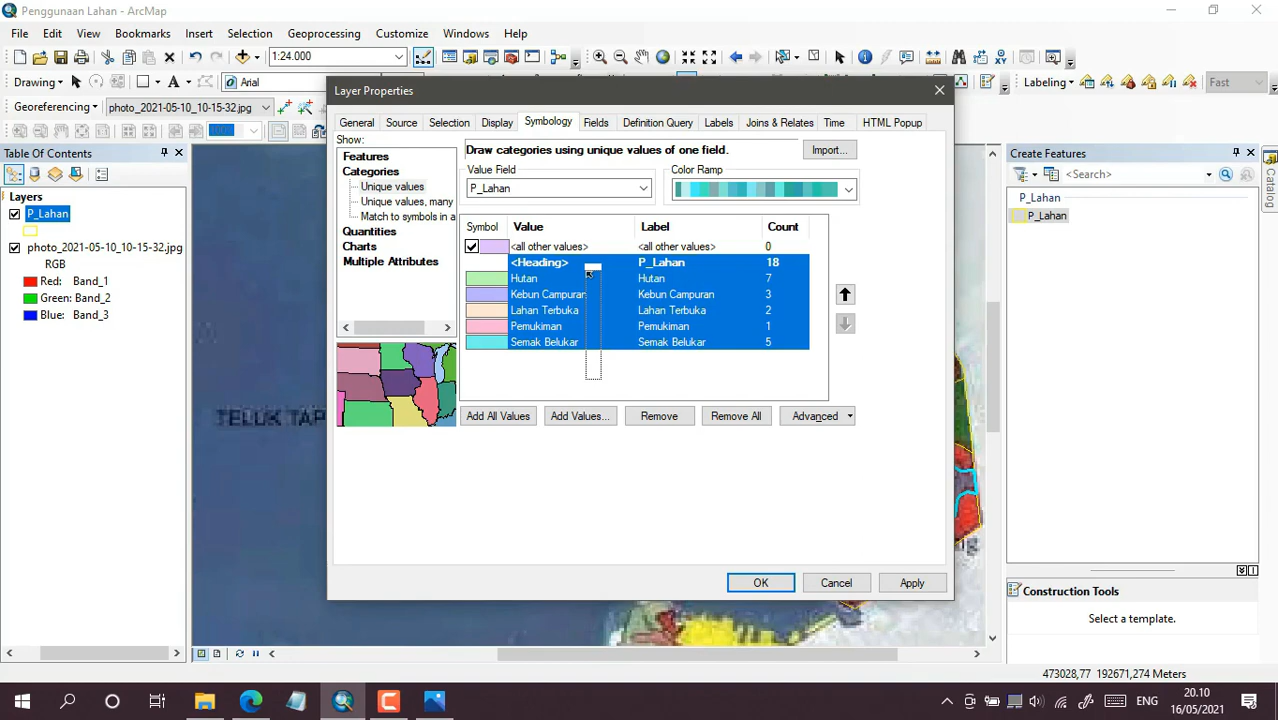 Penggunaan Lahan - ArcMap
File Edit View Bookmarks Insert Selection Geoprocessing Customize Windows Help
1:24.000
Drawing
A
Arial
Labeling
Fast
Georeferencing
photo_2021-05-10_10-15-32.jpg
Table Of Contents
Layers
P_Lahan
photo_2021-05-10_10-15-32.jpg
RGB
Red: Band_1
Green: Band_2
Blue: Band_3
TELUK TAP
Layer Properties
General Source Selection Display Symbology Fields Definition Query Labels Joins & Relates Time HTML Popup
Show:
Features
Categories
Unique values
Unique values, many
Match to symbols in a
Quantities
Charts
Multiple Attributes
Draw categories using unique values of one field.
Import...
Value Field
P_Lahan
Color Ramp
Symbol Value Label Count
<all other values> <all other values> 0
<Heading> P_Lahan 18
Hutan Hutan 7
Kebun Campuran Kebun Campuran 3
Lahan Terbuka Lahan Terbuka 2
Pemukiman Pemukiman 1
Semak Belukar Semak Belukar 5
Add All Values Add Values... Remove Remove All Advanced
OK Cancel Apply
Create Features
<Search>
P_Lahan
P_Lahan
Catalog
Construction Tools
Select a template.
473028,77 192671,274 Meters
ENG
20.10
16/05/2021